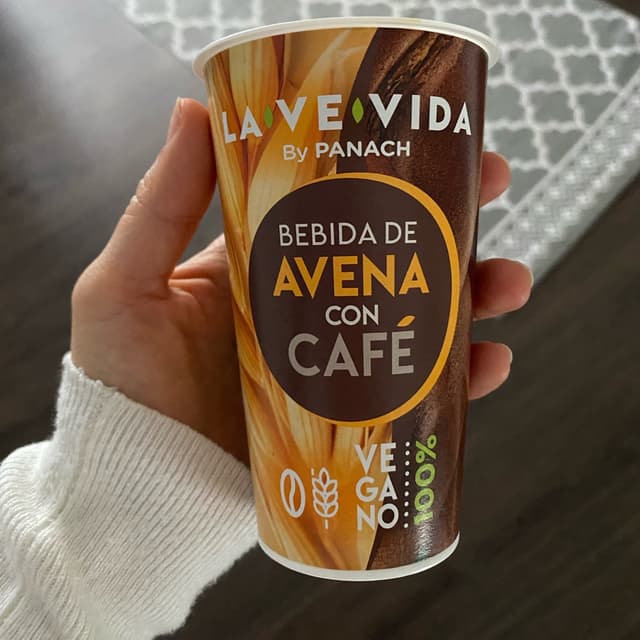 LA VE VIDA
By PANACH
BEBIDA DE
AVENA
CON
CAFÉ
VE
GA
NO
100%